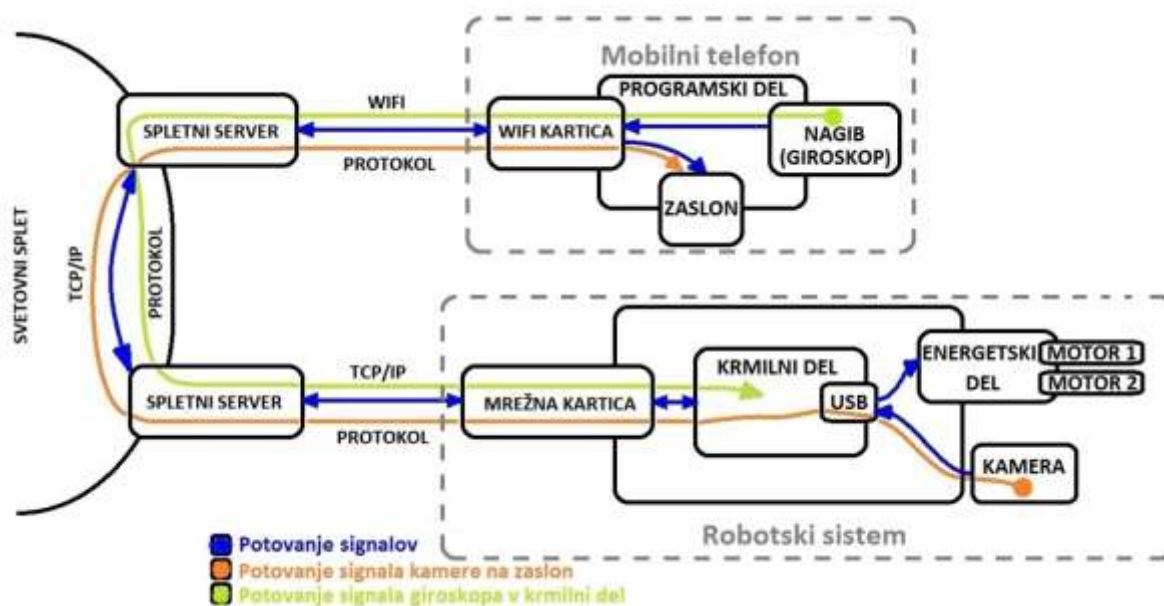 Mobilni telefon
PROGRAMSKI DEL
WIFI
SPLETNI SERVER
WIFI KARTICA
NAGIB
(GIROSKOP)
PROTOKOL
ZASLON
SVETOVNI SPLET
TCP/IP
PROTOKOL
ENERGETSKI
DEL
MOTOR 1
MOTOR 2
KRMILNI DEL
TCP/IP
USB
SPLETNI SERVER
MREŽNA KARTICA
PROTOKOL
KAMERA
Robotski sistem
Potovanje signalov
Potovanje signala kamere na zaslon
Potovanje signala giroskopa v krmilni del